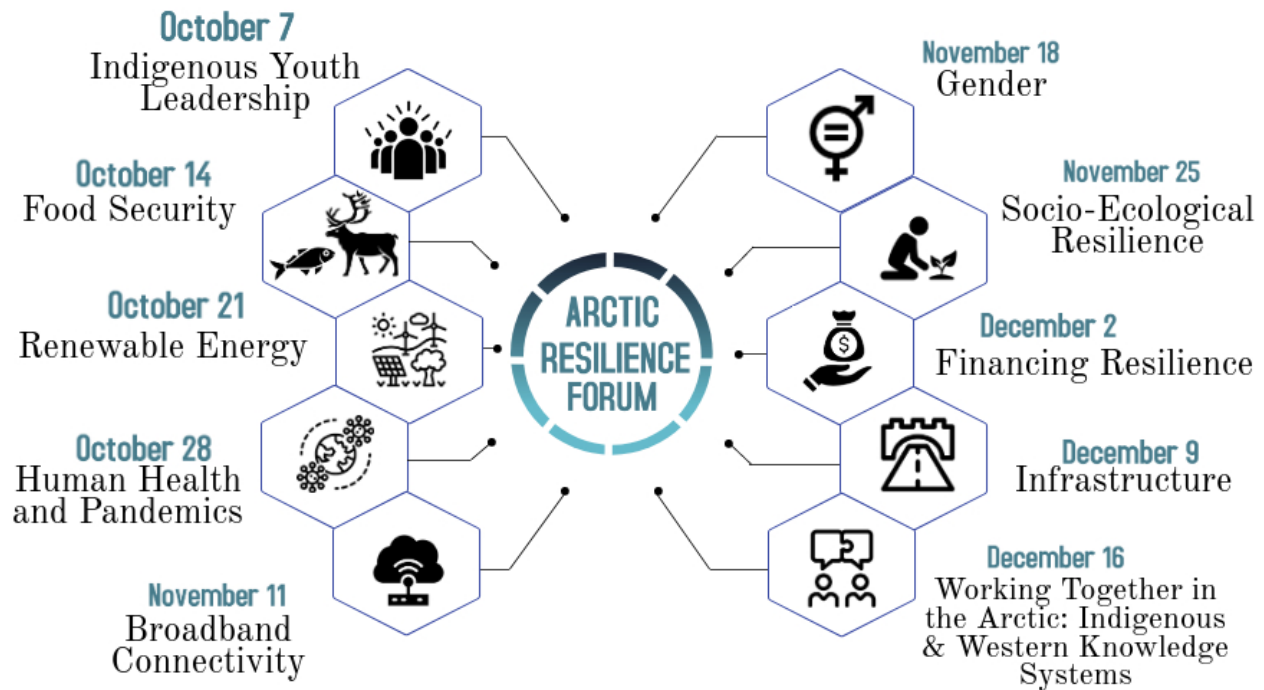 October 7
Indigenous Youth
Leadership
October 14
Food Security
October 21
Renewable Energy
October 28
Human Health
and Pandemics
November 11
Broadband
Connectivity
ARCTIC
RESILIENCE
FORUM
$
November 18
Gender
November 25
Socio-Ecological
Resilience
December 2
Financing Resilience
December 9
Infrastructure
December 16
Working Together in
the Arctic: Indigenous
& Western Knowledge
Systems